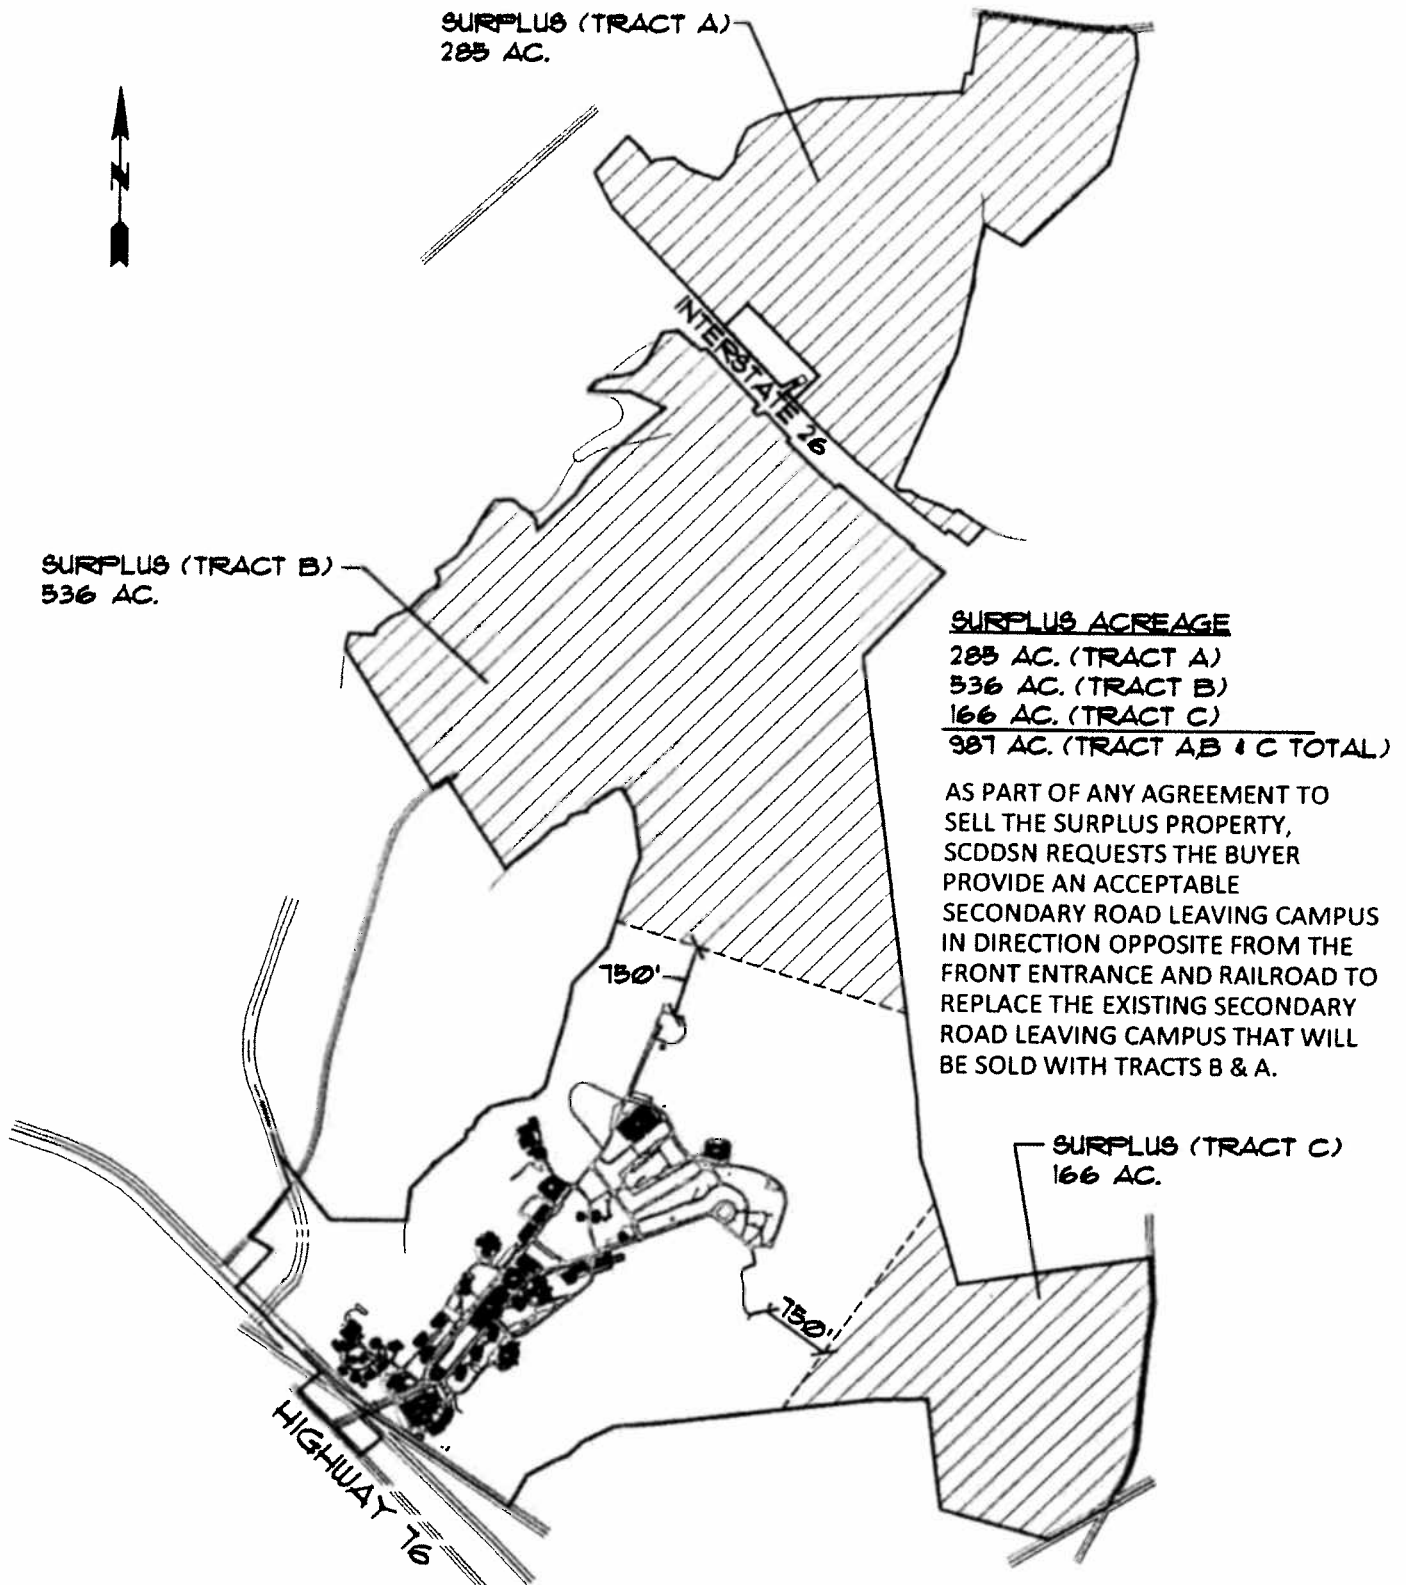 SURPLUS (TRACT A)
285 AC.
N
INTERSTATE 26
SURPLUS (TRACT B)
536 AC.
SURPLUS ACREAGE
285 AC. (TRACT A)
536 AC. (TRACT B)
166 AC. (TRACT C)
987 AC. (TRACT A,B & C TOTAL)
AS PART OF ANY AGREEMENT TO
SELL THE SURPLUS PROPERTY,
SCDDSN REQUESTS THE BUYER
PROVIDE AN ACCEPTABLE
SECONDARY ROAD LEAVING CAMPUS
IN DIRECTION OPPOSITE FROM THE
FRONT ENTRANCE AND RAILROAD TO
REPLACE THE EXISTING SECONDARY
ROAD LEAVING CAMPUS THAT WILL
BE SOLD WITH TRACTS B & A.
750'
SURPLUS (TRACT C)
166 AC.
750'
HIGHWAY 76